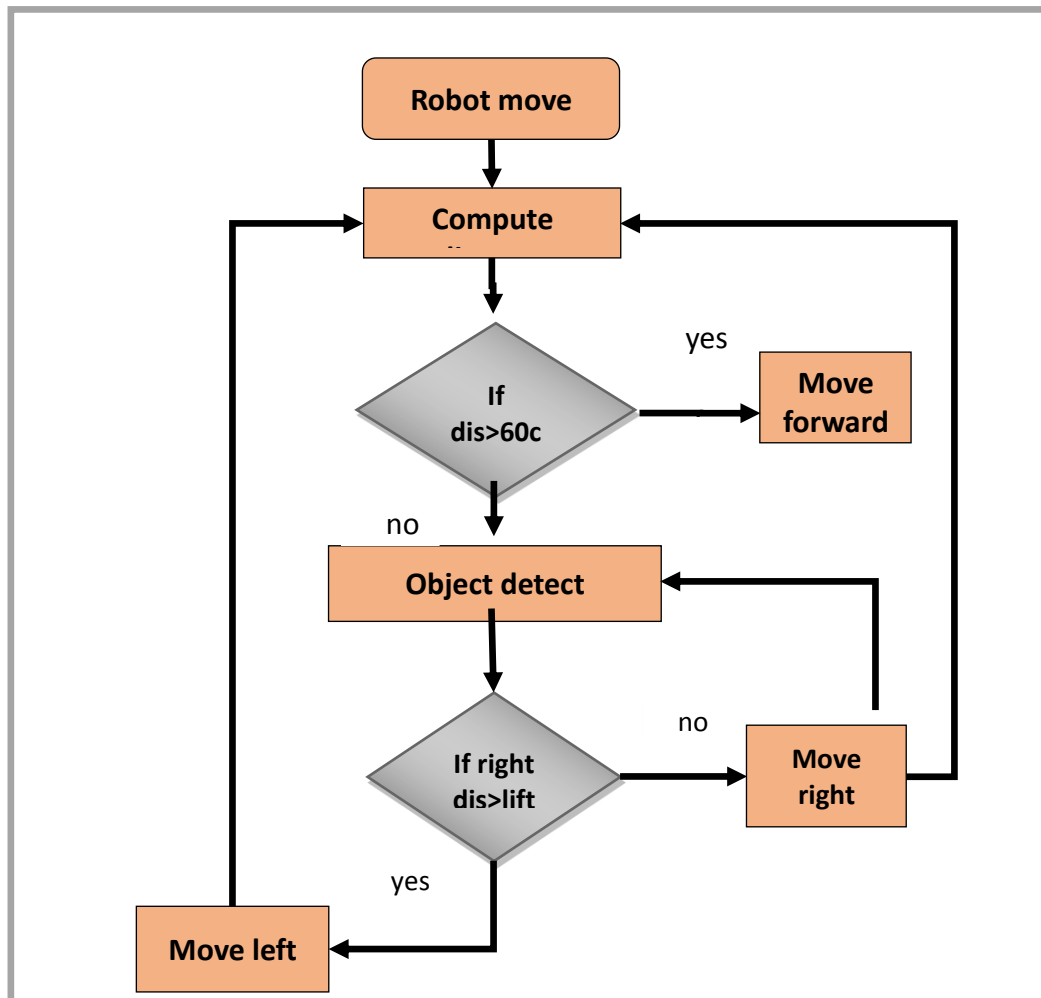 Robot move
Compute
yes
If
dis>60c
Move
forward
no
Object detect
If right
dis>lift
no
Move
right
yes
Move left